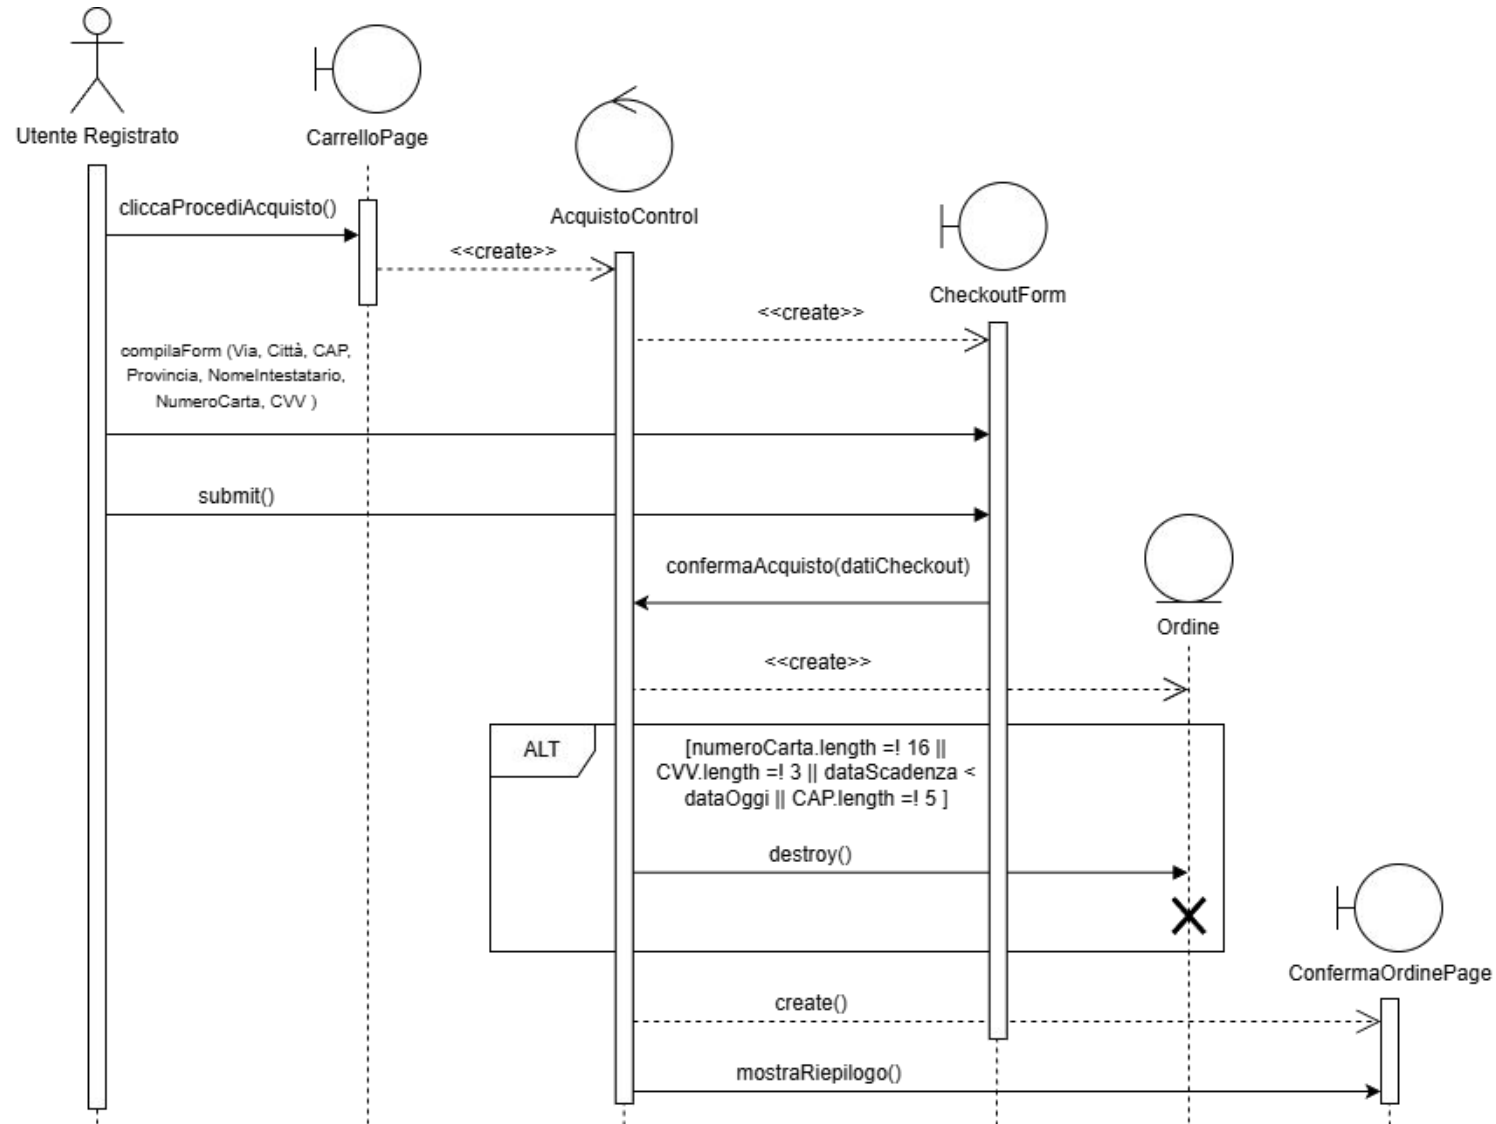 Utente Registrato
CarrelloPage
AcquistoControl
CheckoutForm
cliccaProcediAcquisto()
<<create>>
<<create>>
compilaForm (Via, Città, CAP,
Provincia, NomeIntestatario,
NumeroCarta, CVV )
submit()
confermaAcquisto(datiCheckout)
Ordine
<<create>>
ALT
[numeroCarta.length =! 16 ||
CVV.length =! 3 || dataScadenza <
dataOggi || CAP.length =! 5 ]
destroy()
ConfermaOrdinePage
create()
mostraRiepilogo()